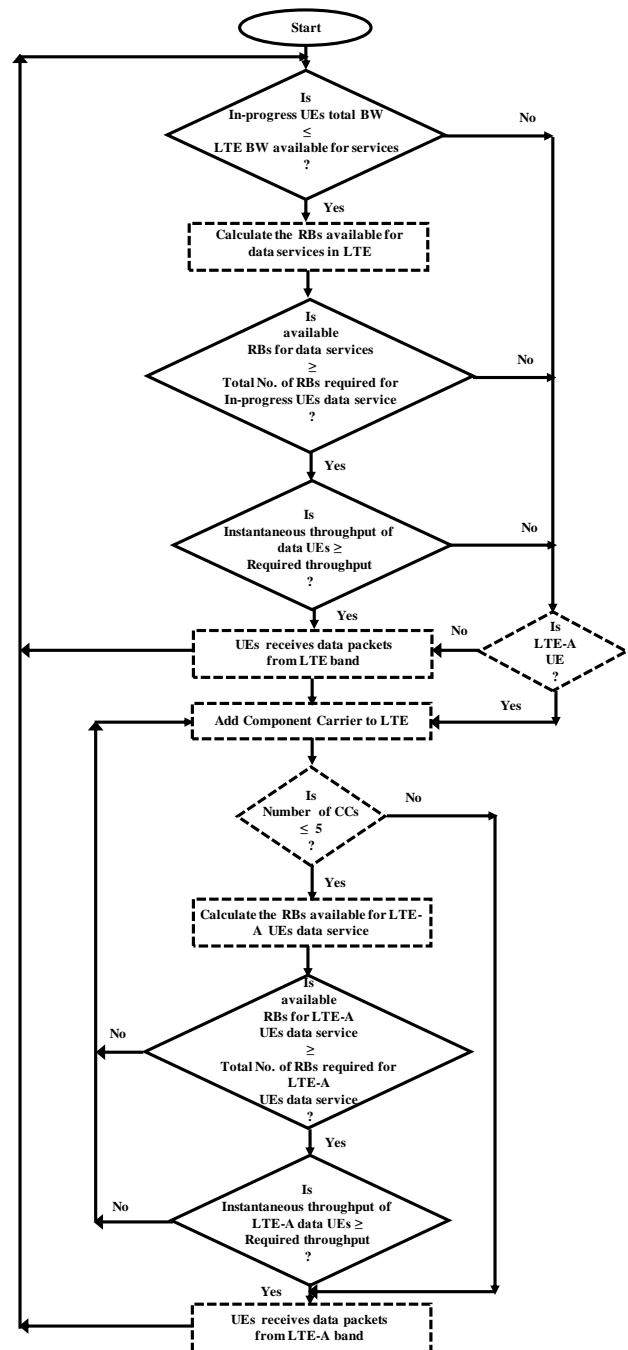 Start
Is
In-progress UEs total BW
≤
LTE BW available for services
?
No
Yes
Calculate the RBs available for
data services in LTE
Is
available
RBs for data services
≥
Total No. of RBs required for
In-progress UEs data service
?
No
Yes
Is
Instantaneous throughput of
data UEs ≥
Required throughput
?
No
Yes
Is
LTE-A
UE
?
No
Yes
UEs receives data packets
from LTE band
Add Component Carrier to LTE
Is
Number of CCs
≤ 5
?
No
Yes
Calculate the RBs available for LTE-
A UEs data service
Is
available
RBs for LTE-A
UEs data service
≥
Total No. of RBs required for
LTE-A
UEs data service
?
No
Yes
Is
Instantaneous throughput of
LTE-A data UEs ≥
Required throughput
?
No
Yes
UEs receives data packets
from LTE-A band